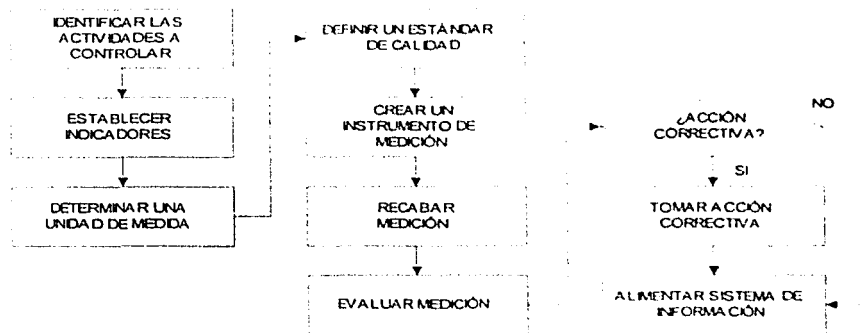 IDENTIFICAR LAS
ACTIVIDADES A
CONTROLAR
ESTABLECER
INDICADORES
DETERMINAR UNA
UNIDAD DE MEDIDA
DEFINIR UN ESTÁNDAR
DE CALIDAD
CREAR UN
INSTRUMENTO DE
MEDICIÓN
RECABAR
MEDICIÓN
EVALUAR MEDICIÓN
¿ACCIÓN
CORRECTIVA?
NO
SI
TOMAR ACCIÓN
CORRECTIVA
ALIMENTAR SISTEMA DE
INFORMACIÓN